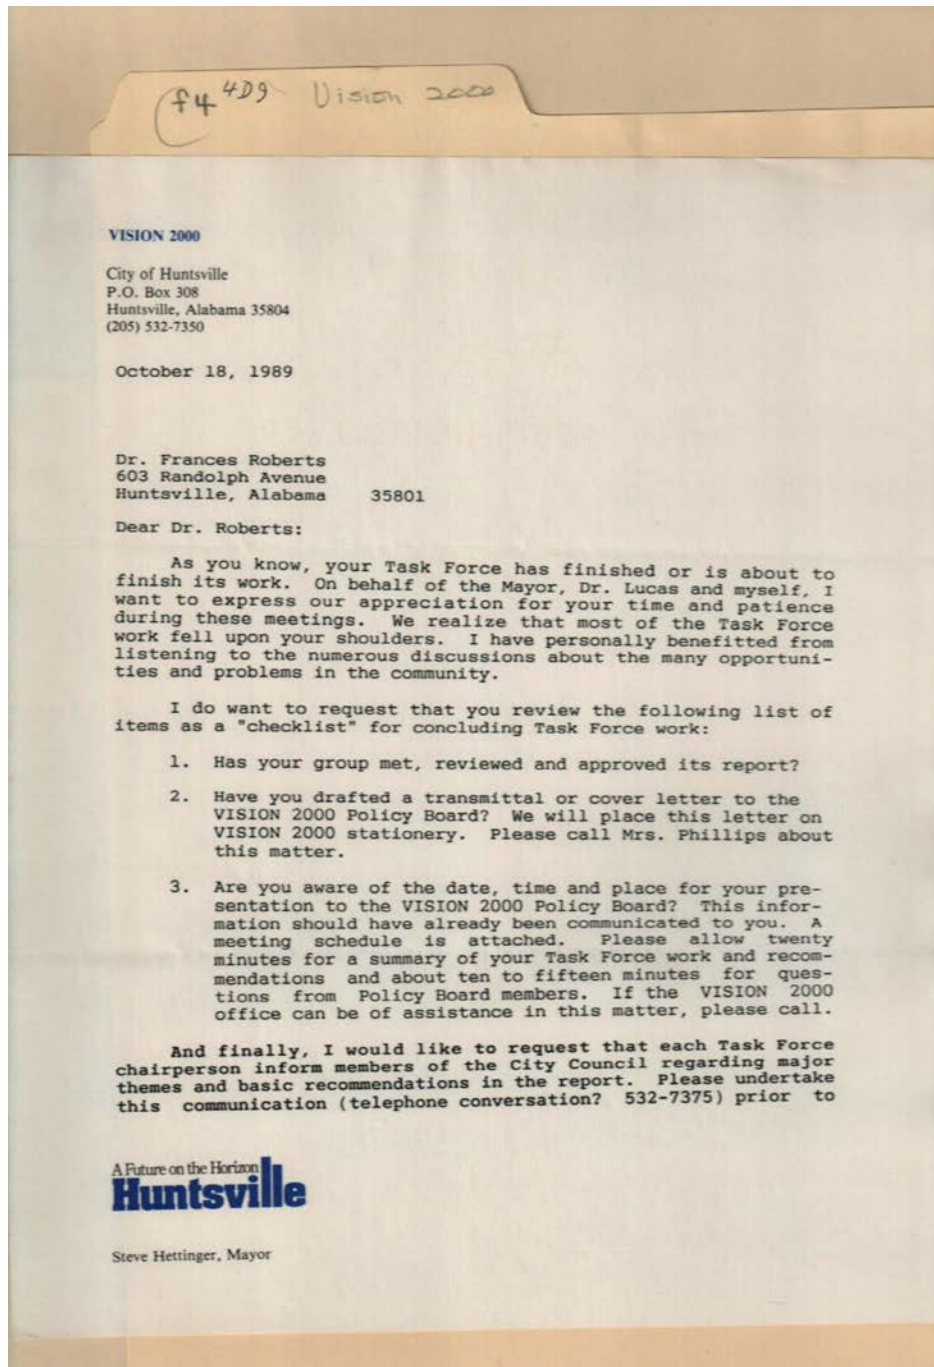 f4 4D9 Vision 2000
VISION 2000
City of Huntsville
P.O. Box 308
Huntsville, Alabama 35804
(205) 532-7350
October 18, 1989
Dr. Frances Roberts
603 Randolph Avenue
Huntsville, Alabama 35801
Dear Dr. Roberts:
As you know, your Task Force has finished or is about to
finish its work. On behalf of the Mayor, Dr. Lucas and myself, I
want to express our appreciation for your time and patience
during these meetings. We realize that most of the Task Force
work fell upon your shoulders. I have personally benefitted from
listening to the numerous discussions about the many opportuni-
ties and problems in the community.
I do want to request that you review the following list of
items as a "checklist" for concluding Task Force work:
1. Has your group met, reviewed and approved its report?
2. Have you drafted a transmittal or cover letter to the
VISION 2000 Policy Board? We will place this letter on
VISION 2000 stationery. Please call Mrs. Phillips about
this matter.
3. Are you aware of the date, time and place for your pre-
sentation to the VISION 2000 Policy Board? This infor-
mation should have already been communicated to you. A
meeting schedule is attached. Please allow twenty
minutes for a summary of your Task Force work and recom-
mendations and about ten to fifteen minutes for ques-
tions from Policy Board members. If the VISION 2000
office can be of assistance in this matter, please call.
And finally, I would like to request that each Task Force
chairperson inform members of the City Council regarding major
themes and basic recommendations in the report. Please undertake
this communication (telephone conversation? 532-7375) prior to
A Future on the Horizon
Huntsville
Steve Hettinger, Mayor